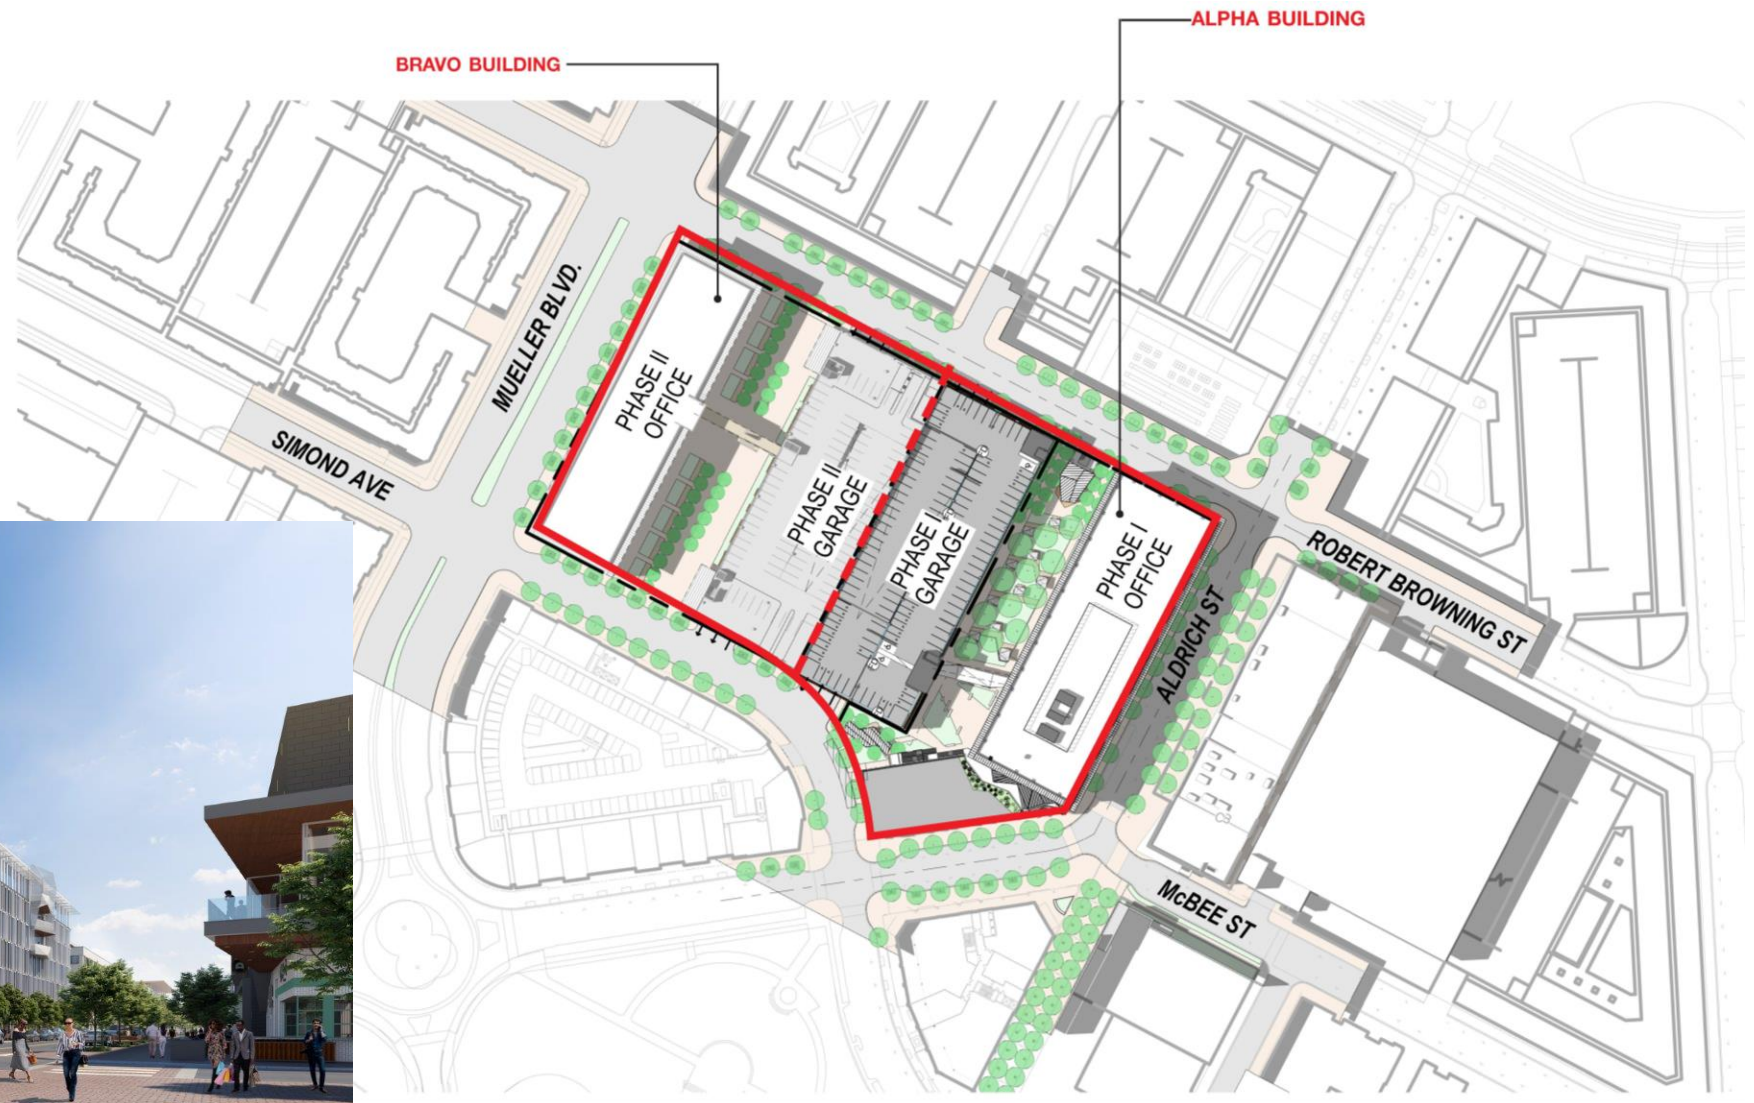 ALPHA BUILDING
BRAVO BUILDING
MUELLER BLVD.
SIMOND AVE
PHASE II
OFFICE
PHASE II
GARAGE
PHASE I
GARAGE
PHASE I
OFFICE
ROBERT BROWNING ST
ALDRICH ST
McBEE ST